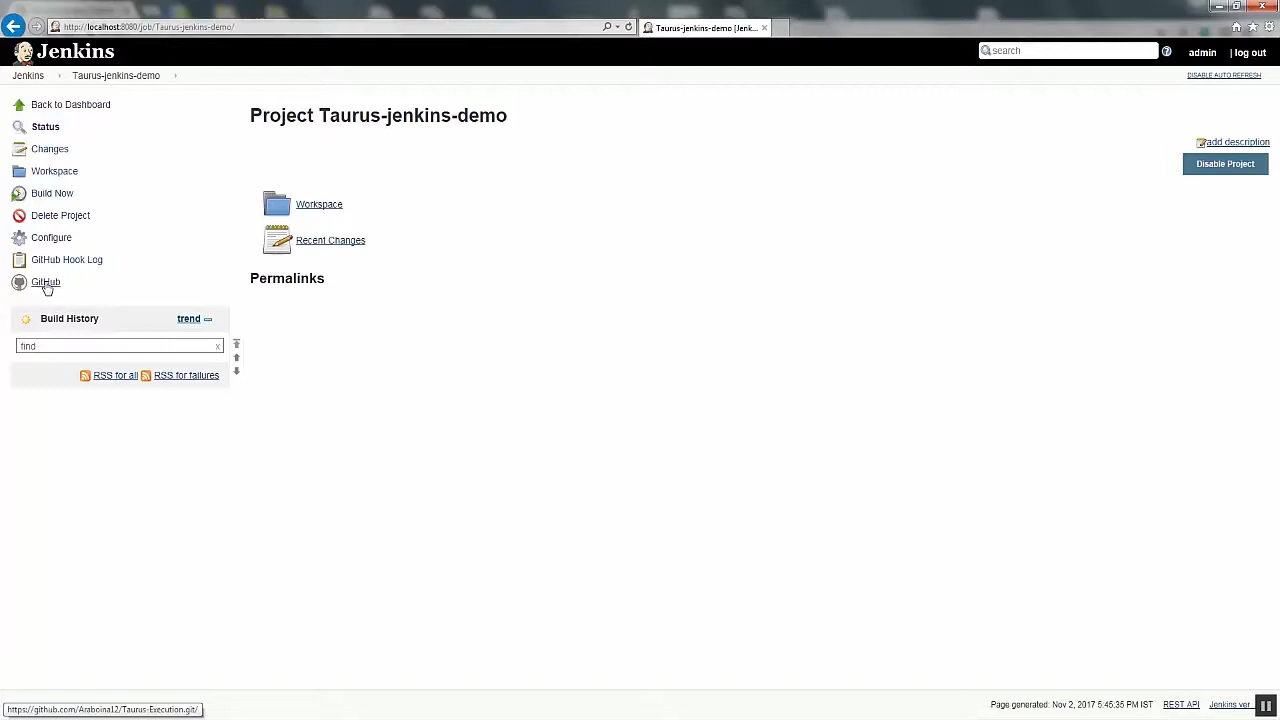 http://localhost:8080/job/Taurus-jenkins-demo/
Taurus-jenkins-demo [Jenk...
Jenkins
search
admin
| log out
Jenkins
Taurus-jenkins-demo
DISABLE AUTO REFRESH
Back to Dashboard
Status
Changes
Workspace
Build Now
Delete Project
Configure
GitHub Hook Log
GitHub
Build History
trend
find
x
RSS for all
RSS for failures
Project Taurus-jenkins-demo
add description
Disable Project
Workspace
Recent Changes
Permalinks
https://github.com/Araboina12/Taurus-Execution.git/
Page generated: Nov 2, 2017 5:45:35 PM IST
REST API
Jenkins ver.